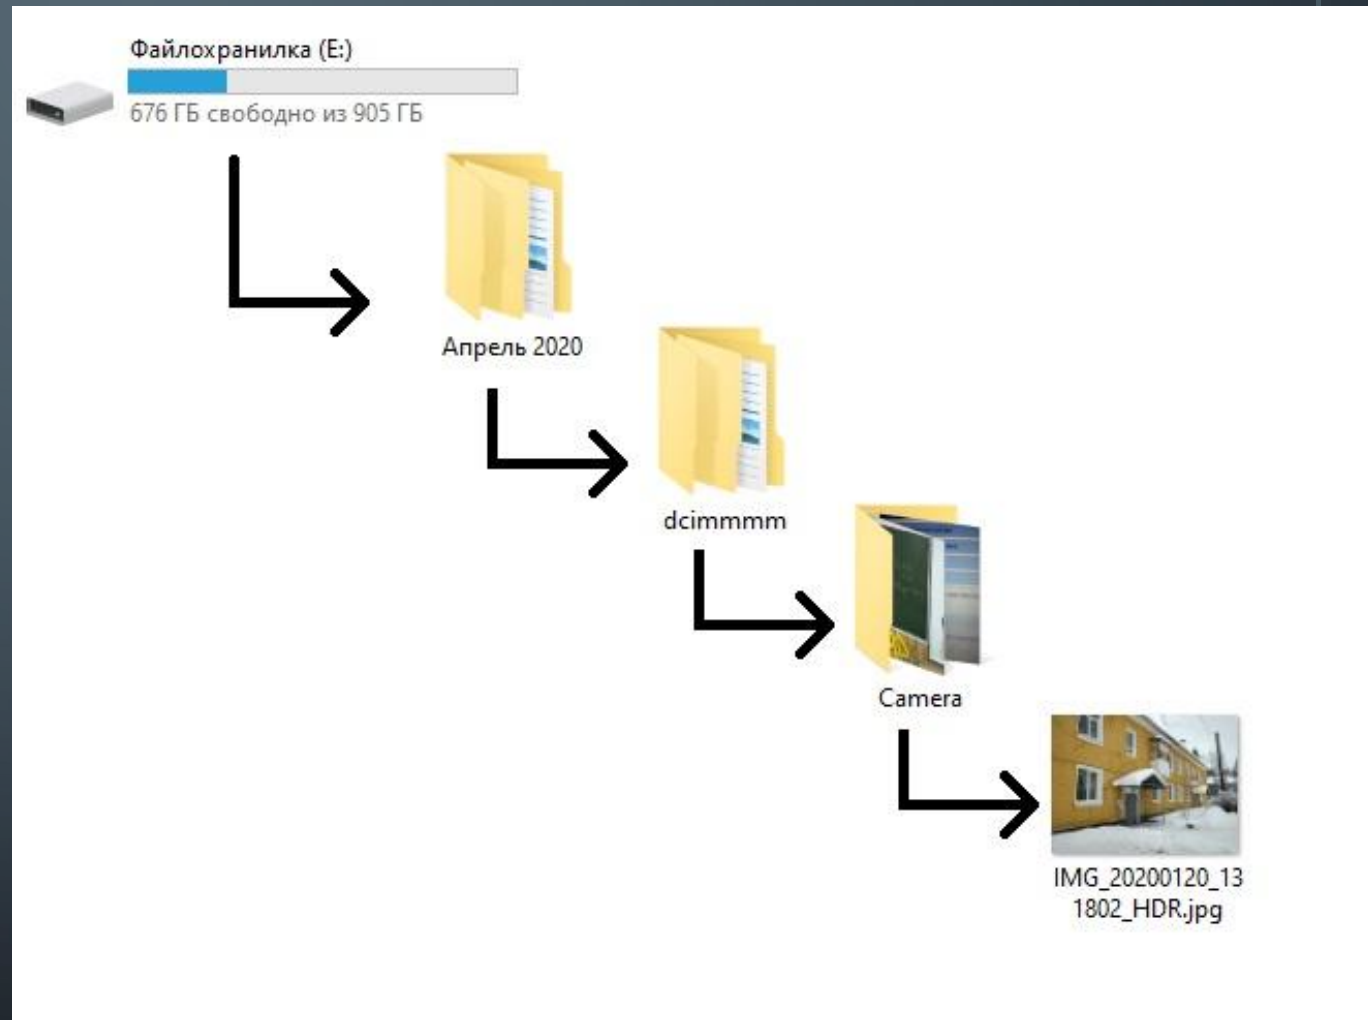 Файлохранилка (E:)
676 ГБ свободно из 905 ГБ
Апрель 2020
dcimmmm
Camera
IMG_20200120_13
1802_HDR.jpg